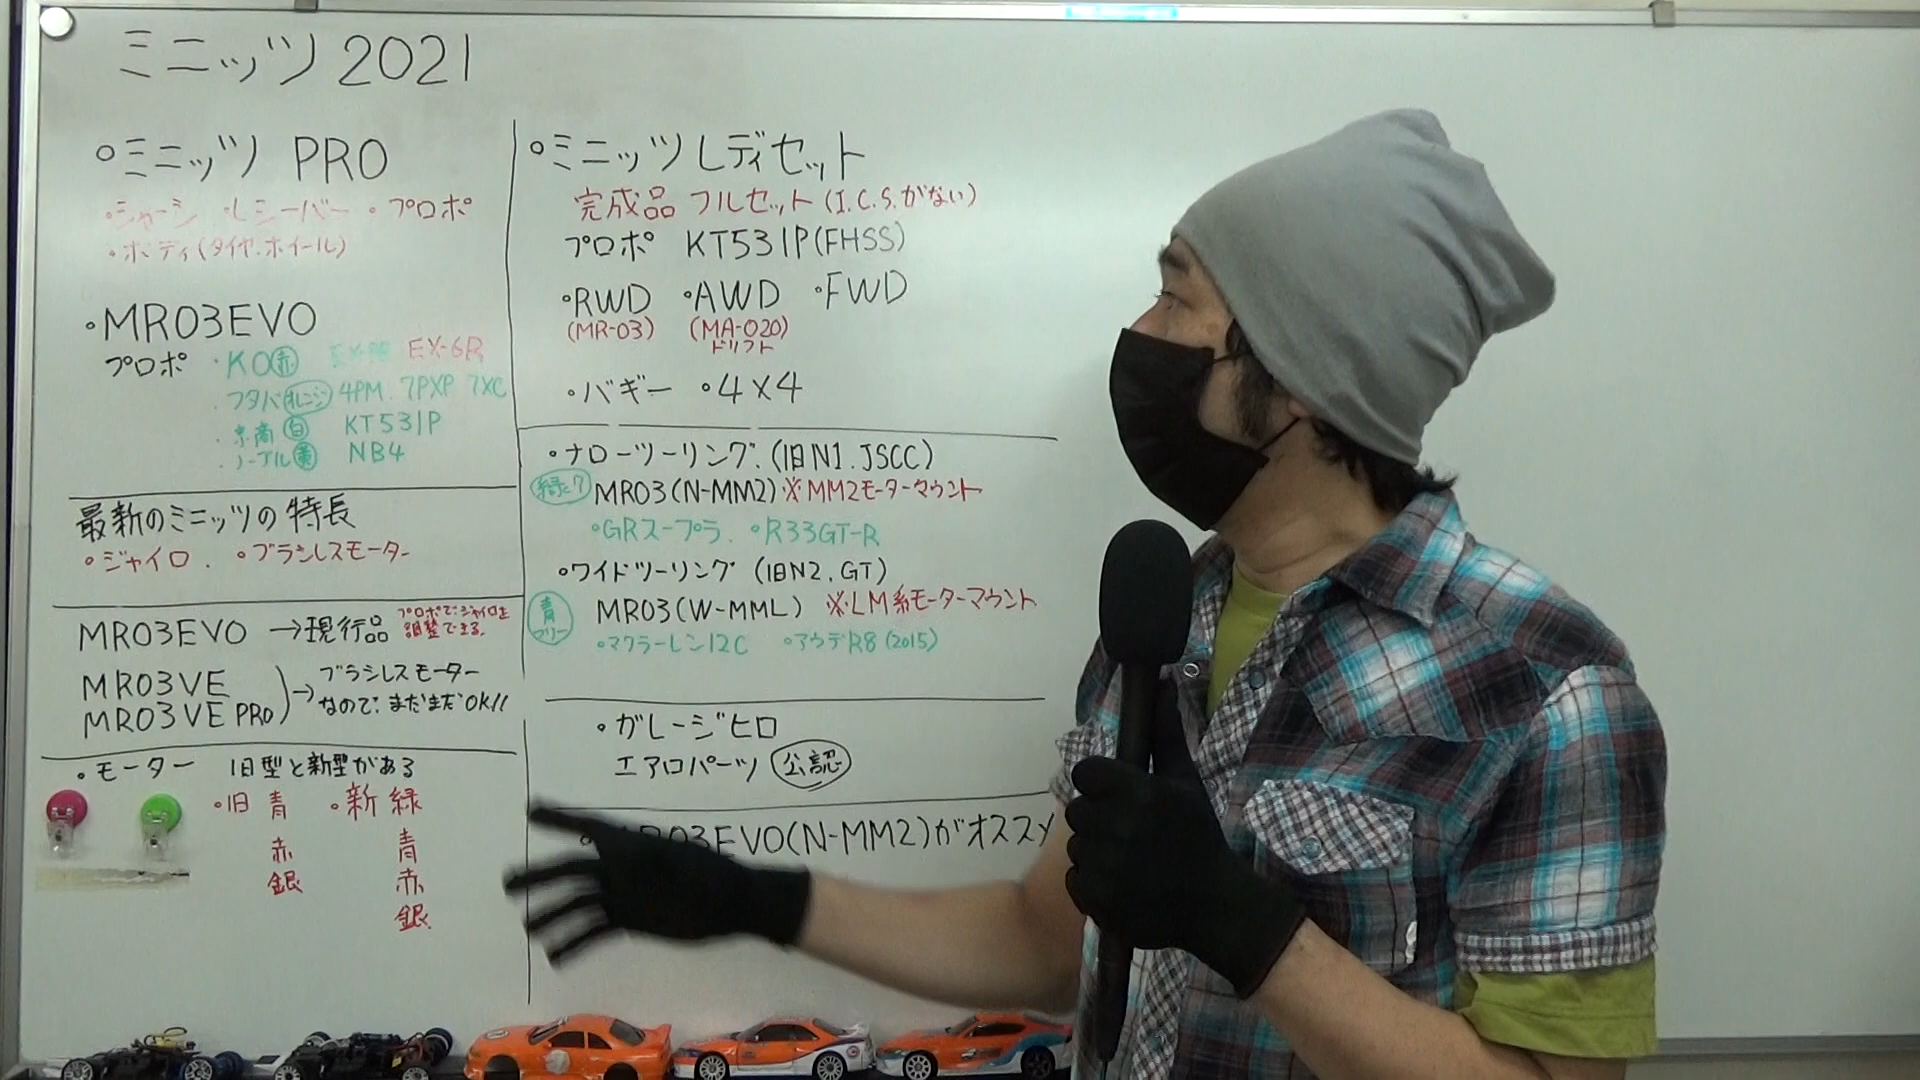 ミニッツ 2021
・ミニッツ PRO
・シャーシ ・レシーバー ・プロポ
・ボディ(タイヤ.ホイール)
・MR03EVO
プロポ ・KO赤 EX-RR EX-6R
・フタバ オレンジ 4PM. 7PXP 7XC
・京商 白 KT531P
・ノーブル 黄 NB4
最新のミニッツの特長
・ジャイロ. ・ブラシレスモーター
MR03EVO →現行品 プロポでジャイロを
調整できる.
MR03VE
MR03VE PRO
→ブラシレスモーター
なので、まだまだOK!!
・モーター 旧型と新型がある
・旧 青 ・新 緑
青
赤 赤
銀 銀
・ミニッツレディセット
完成品 フルセット(I.C.S.がない)
プロポ KT531P(FHSS)
・RWD ・AWD ・FWD
(MR-03) (MA-020)
ドリフト
・バギー ・4×4
・ナローツーリング.(旧N1.JSCC)
MR03(N-MM2)※MM2モーターマウント
・GRスープラ. ・R33GT-R
・ワイドツーリング (旧N2.GT)
青 MR03(W-MML) ※LM系モーターマウント
・マクラーレン12C ・アウデR8(2015)
・ガレージヒロ
エアロパーツ 公認
R03EVO(N-MM2)がオススメ